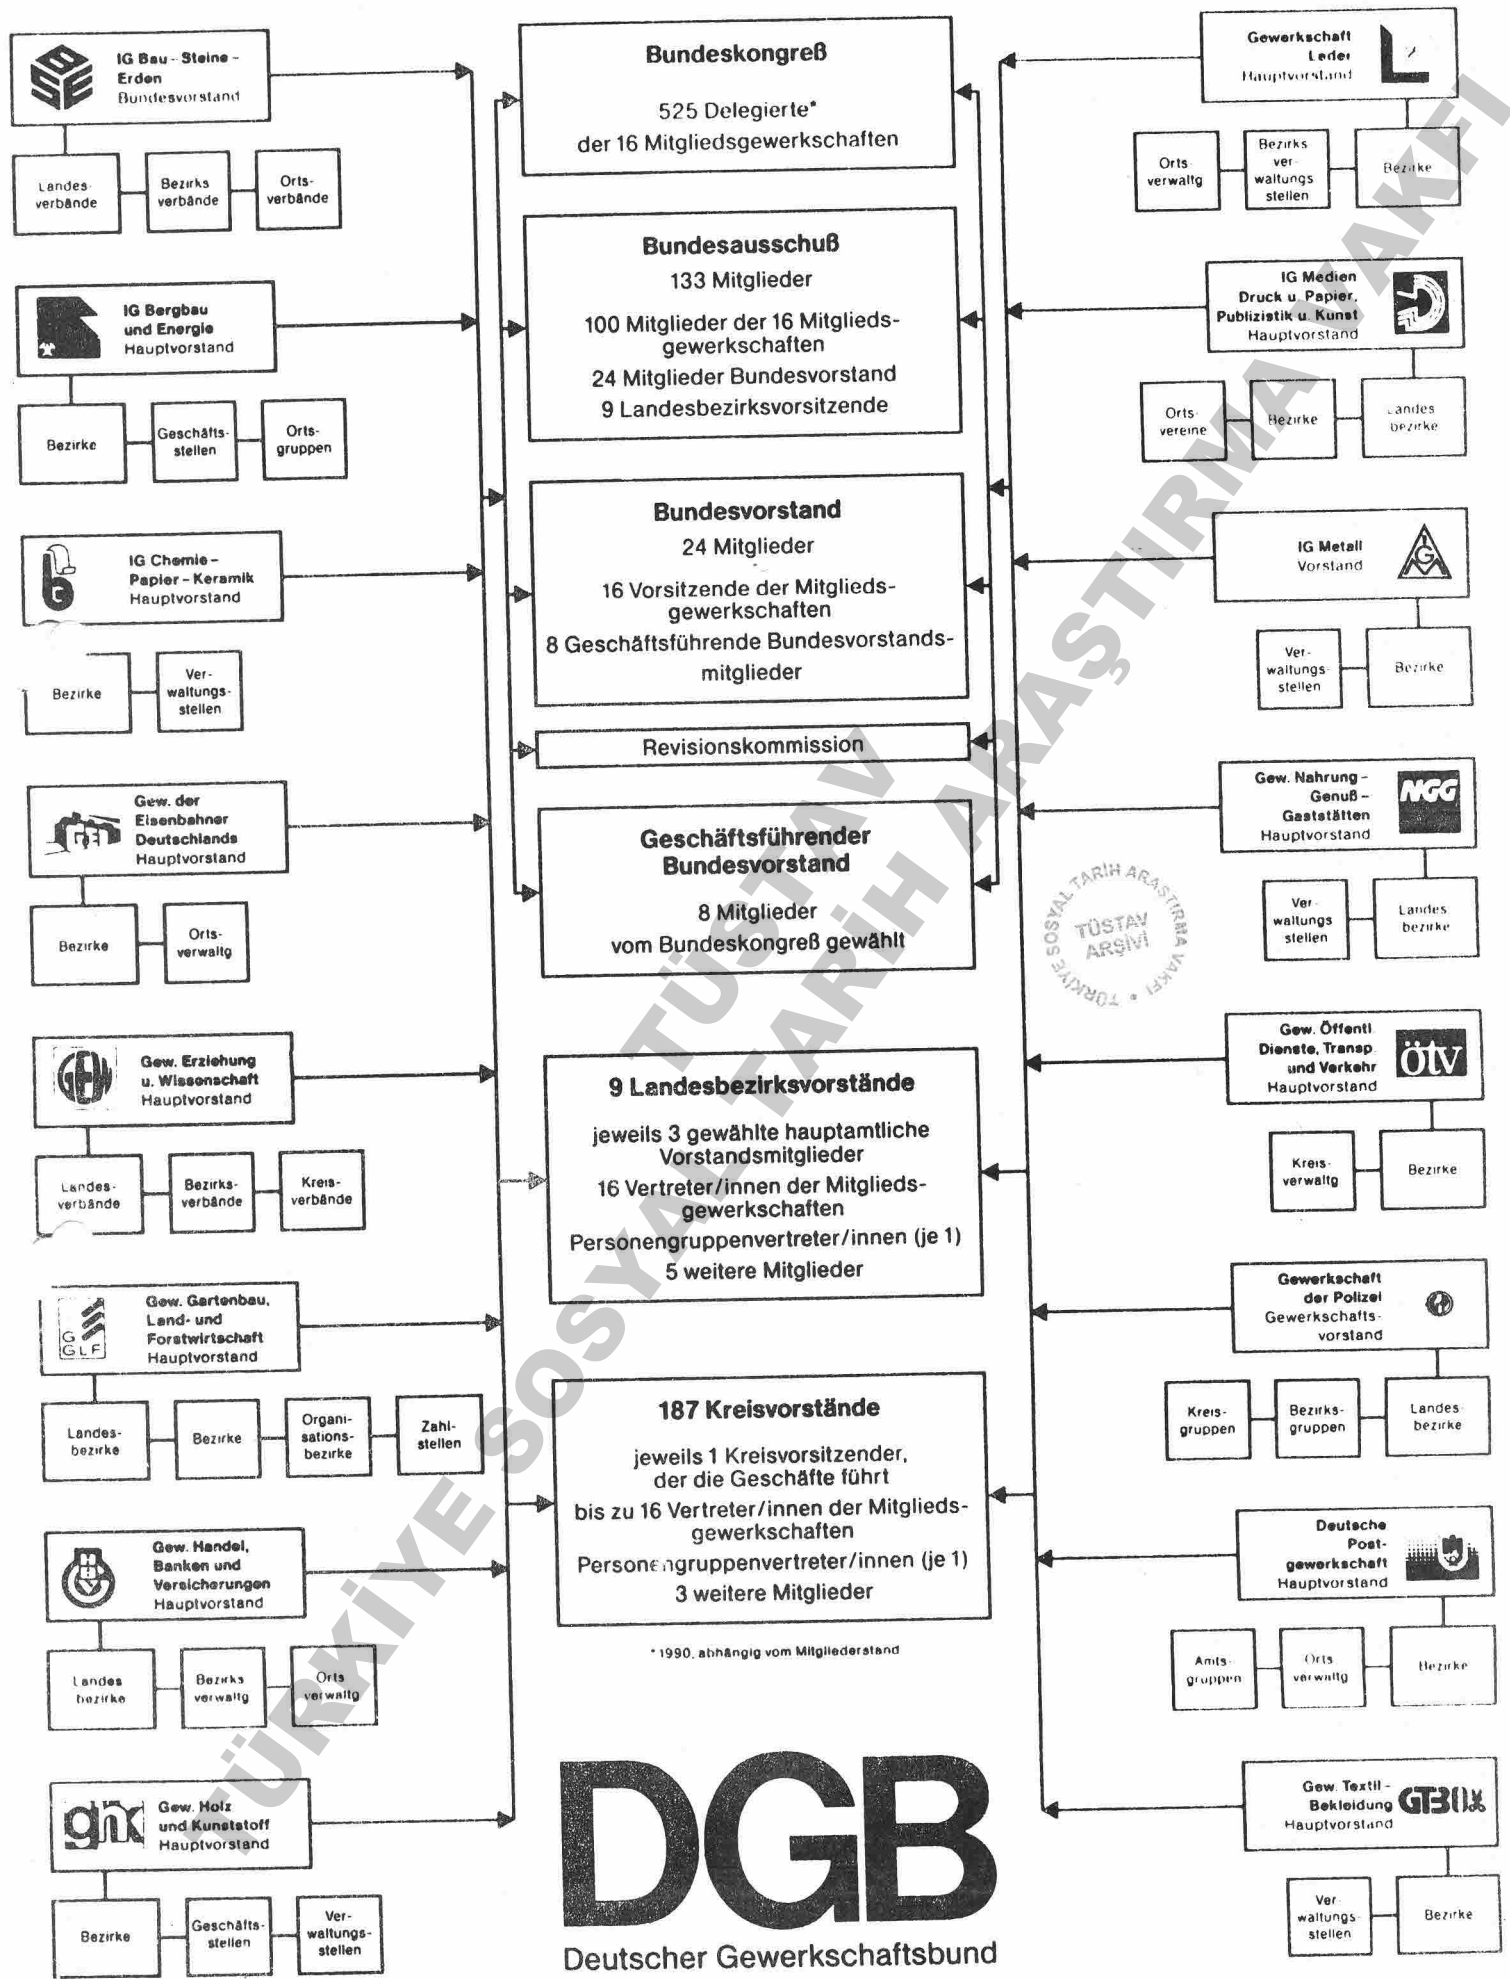 IG Bau - Steine -
Erden
Bundesvorstand
Landes-
verbände
Bezirks
verbände
Orts-
verbände
IG Bergbau
und Energie
Hauptvorstand
Bezirke
Geschäfts-
stellen
Orts-
gruppen
IG Chemie -
Papier - Keramik
Hauptvorstand
Bezirke
Ver-
waltungs-
stellen
Gew. der
Eisenbahner
Deutschlands
Hauptvorstand
Bezirke
Orts-
verwaltg
GEW
Gew. Erziehung
u. Wissenschaft
Hauptvorstand
Landes-
verbände
Bezirks-
verbände
Kreis-
verbände
G
GLF
Gew. Gartenbau,
Land- und
Forstwirtschaft
Hauptvorstand
Landes-
bezirke
Bezirke
Organi-
sations-
bezirke
Zahl-
stellen
Gew. Handel,
Banken und
Versicherungen
Hauptvorstand
Landes
bezirke
Bezirks
verwaltg
Orts
verwaltg
ghk
Gew. Holz
und Kunststoff
Hauptvorstand
Bezirke
Geschäfts-
stellen
Ver-
waltungs-
stellen
Bundeskongreß
525 Delegierte*
der 16 Mitgliedsgewerkschaften
Bundesausschuß
133 Mitglieder
100 Mitglieder der 16 Mitglieds-
gewerkschaften
24 Mitglieder Bundesvorstand
9 Landesbezirksvorsitzende
Bundesvorstand
24 Mitglieder
16 Vorsitzende der Mitglieds-
gewerkschaften
8 Geschäftsführende Bundesvorstands-
mitglieder
Revisionskommission
Geschäftsführender
Bundesvorstand
8 Mitglieder
vom Bundeskongreß gewählt
9 Landesbezirksvorstände
jeweils 3 gewählte hauptamtliche
Vorstandsmitglieder
16 Vertreter/innen der Mitglieds-
gewerkschaften
Personengruppenvertreter/innen (je 1)
5 weitere Mitglieder
187 Kreisvorstände
jeweils 1 Kreisvorsitzender,
der die Geschäfte führt
bis zu 16 Vertreter/innen der Mitglieds-
gewerkschaften
Personengruppenvertreter/innen (je 1)
3 weitere Mitglieder
* 1990, abhängig vom Mitgliederstand
DGB
Deutscher Gewerkschaftsbund
Gewerkschaft
Leder
Hauptvorstand
Orts
verwaltg
Bezirks
ver-
waltungs
stellen
Bezirke
IG Medien
Druck u. Papier,
Publizistik u. Kunst
Hauptvorstand
Orts-
vereine
Bezirke
Landes
bezirke
IG Metall
Vorstand
IGM
Ver-
waltungs-
stellen
Bezirke
Gew. Nahrung -
Genuß -
Gaststätten
Hauptvorstand
NGG
Ver-
waltungs
stellen
Landes
bezirke
TÜRKİYE SOSYAL TARİH ARAŞTIRMA VAKFI
TÜSTAV
ARŞİVİ
Gew. Öffentl.
Dienste, Transp.
und Verkehr
Hauptvorstand
ÖTV
Kreis-
verwaltg
Bezirke
Gewerkschaft
der Polizei
Gewerkschafts-
vorstand
Kreis-
gruppen
Bezirks-
gruppen
Landes-
bezirke
Deutsche
Post-
gewerkschaft
Hauptvorstand
Amts-
gruppen
Orts
verwaltg
Bezirke
Gew. Textil -
Bekleidung
Hauptvorstand
GTB
Ver-
waltungs-
stellen
Bezirke
TÜSTAV
TÜRKİYE SOSYAL TARİH ARAŞTIRMA VAKFI